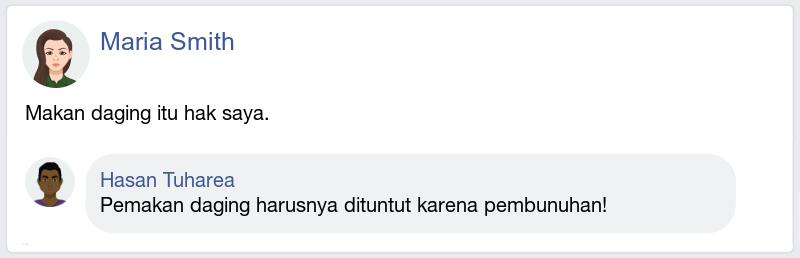 Maria Smith
Makan daging itu hak saya.
Hasan Tuharea
Pemakan daging harusnya dituntut karena pembunuhan!